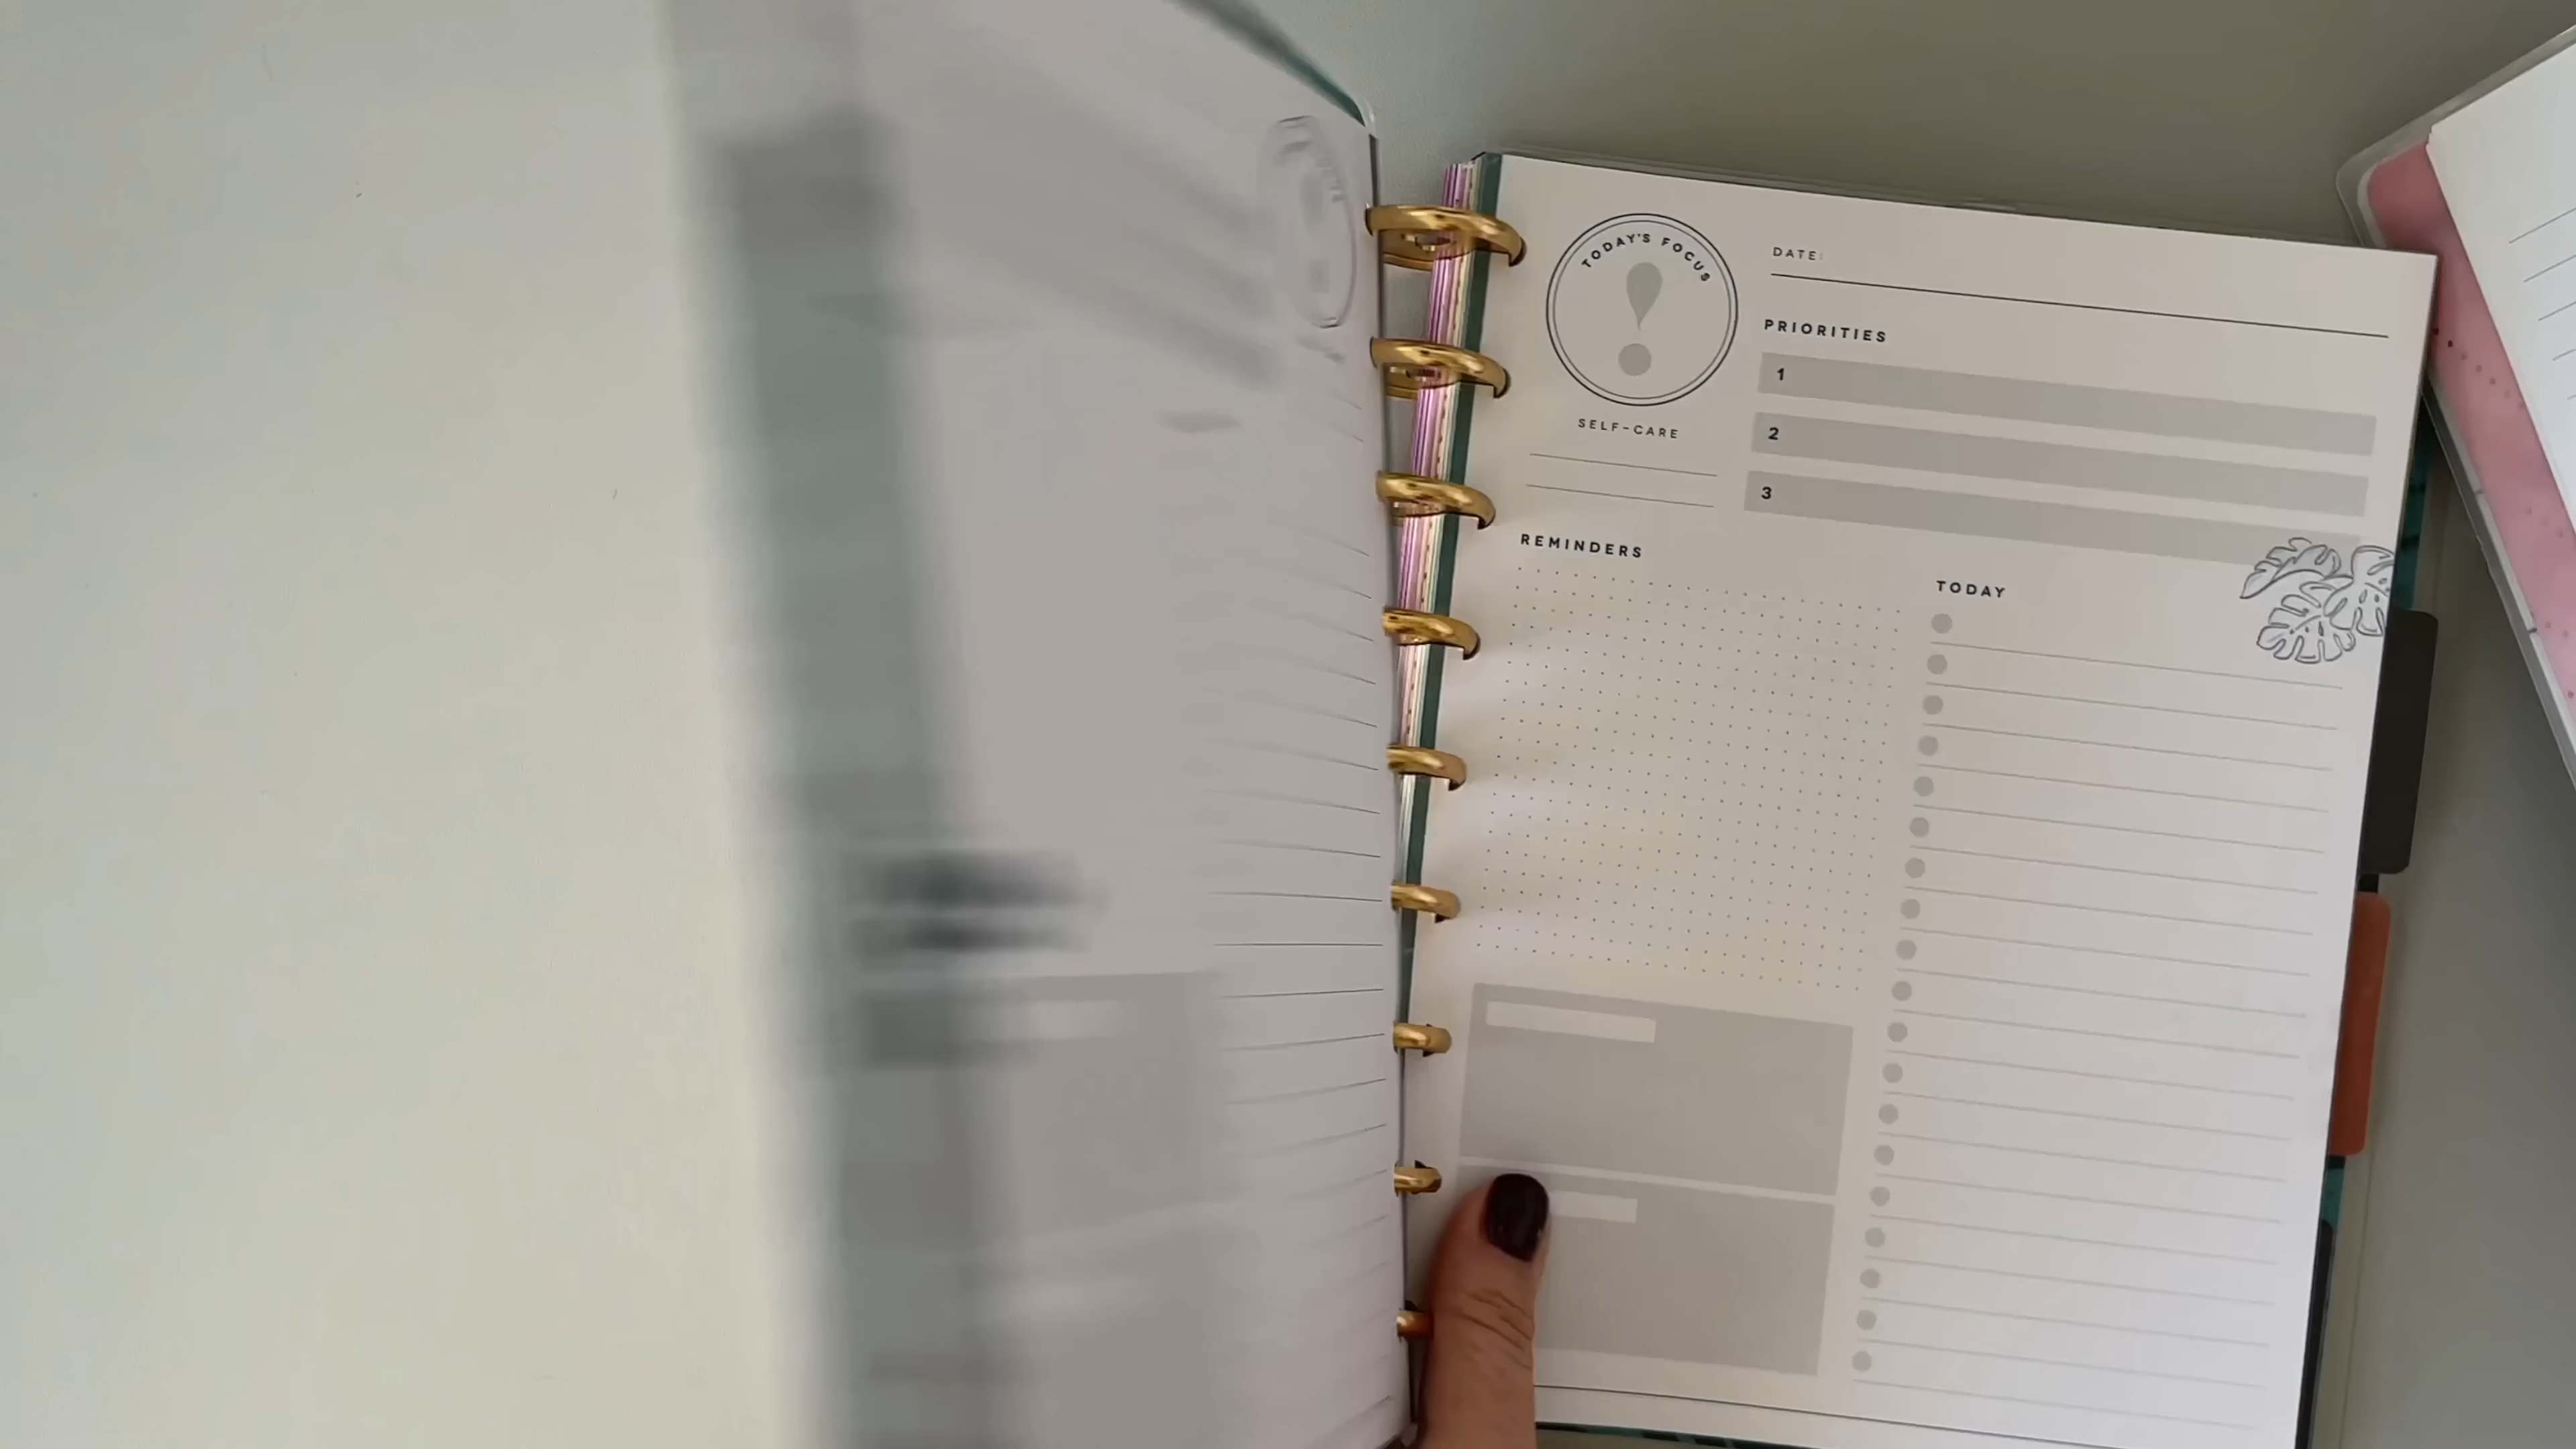 TODAY'S FOCUS
DATE:
PRIORITIES
1
2
3
SELF-CARE
REMINDERS
TODAY